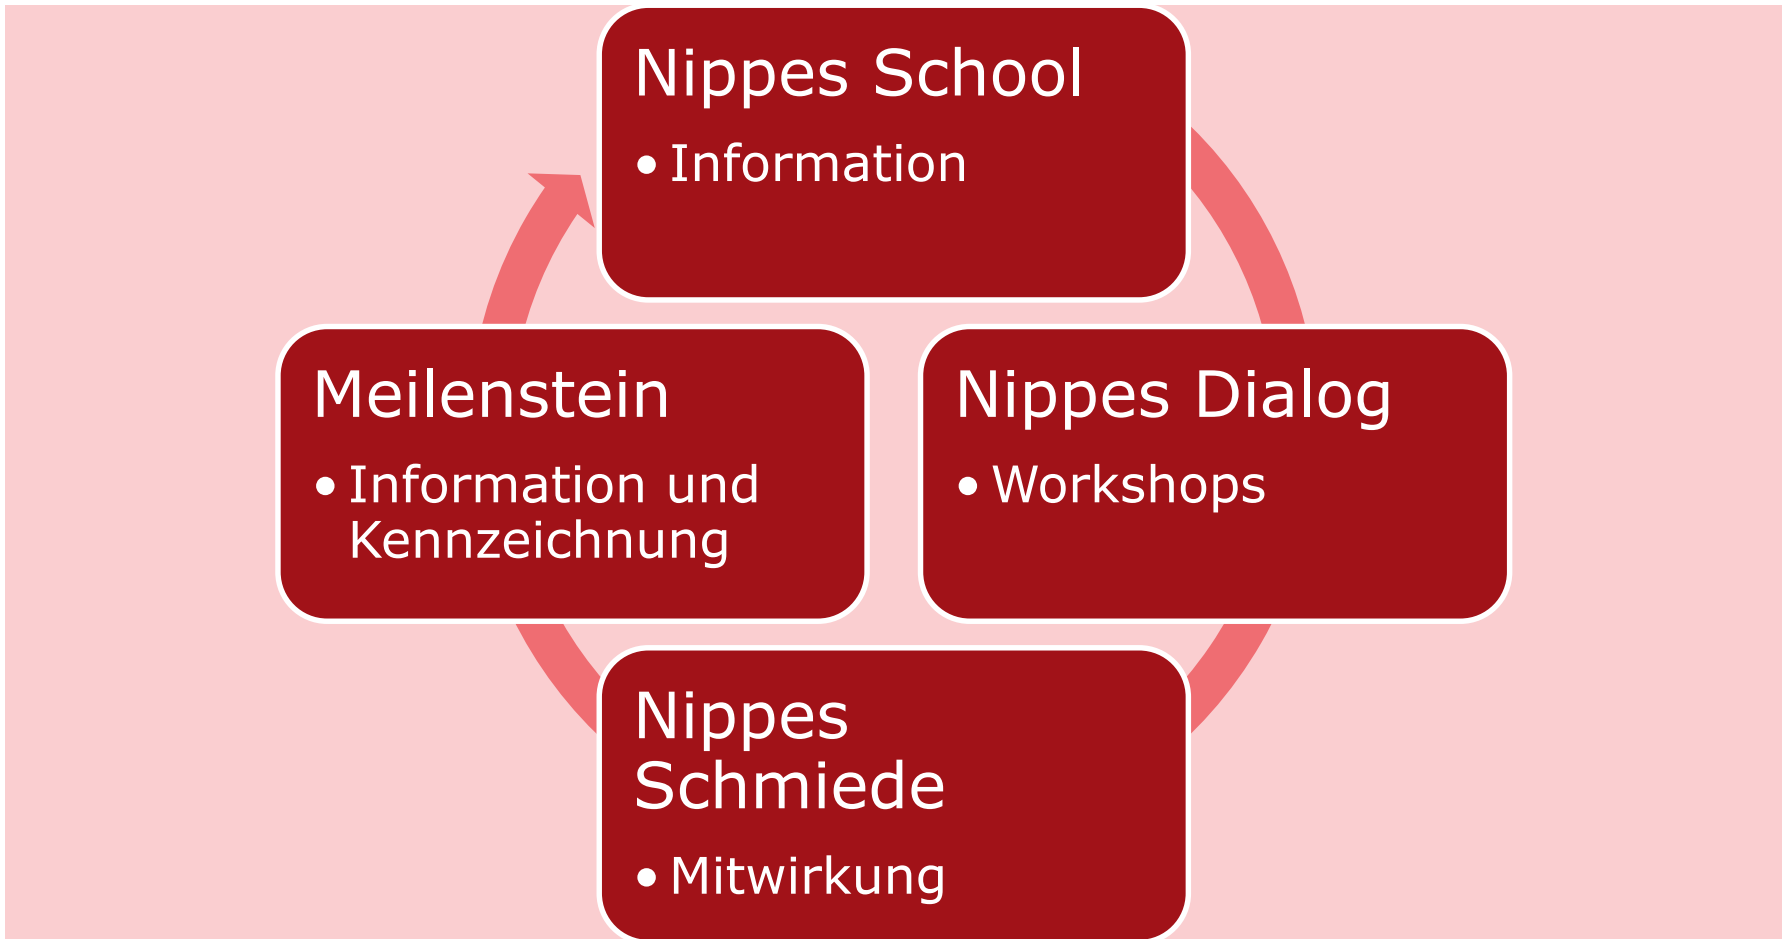 Nippes School
• Information
Nippes Dialog
• Workshops
Nippes
Schmiede
• Mitwirkung
Meilenstein
• Information und
Kennzeichnung